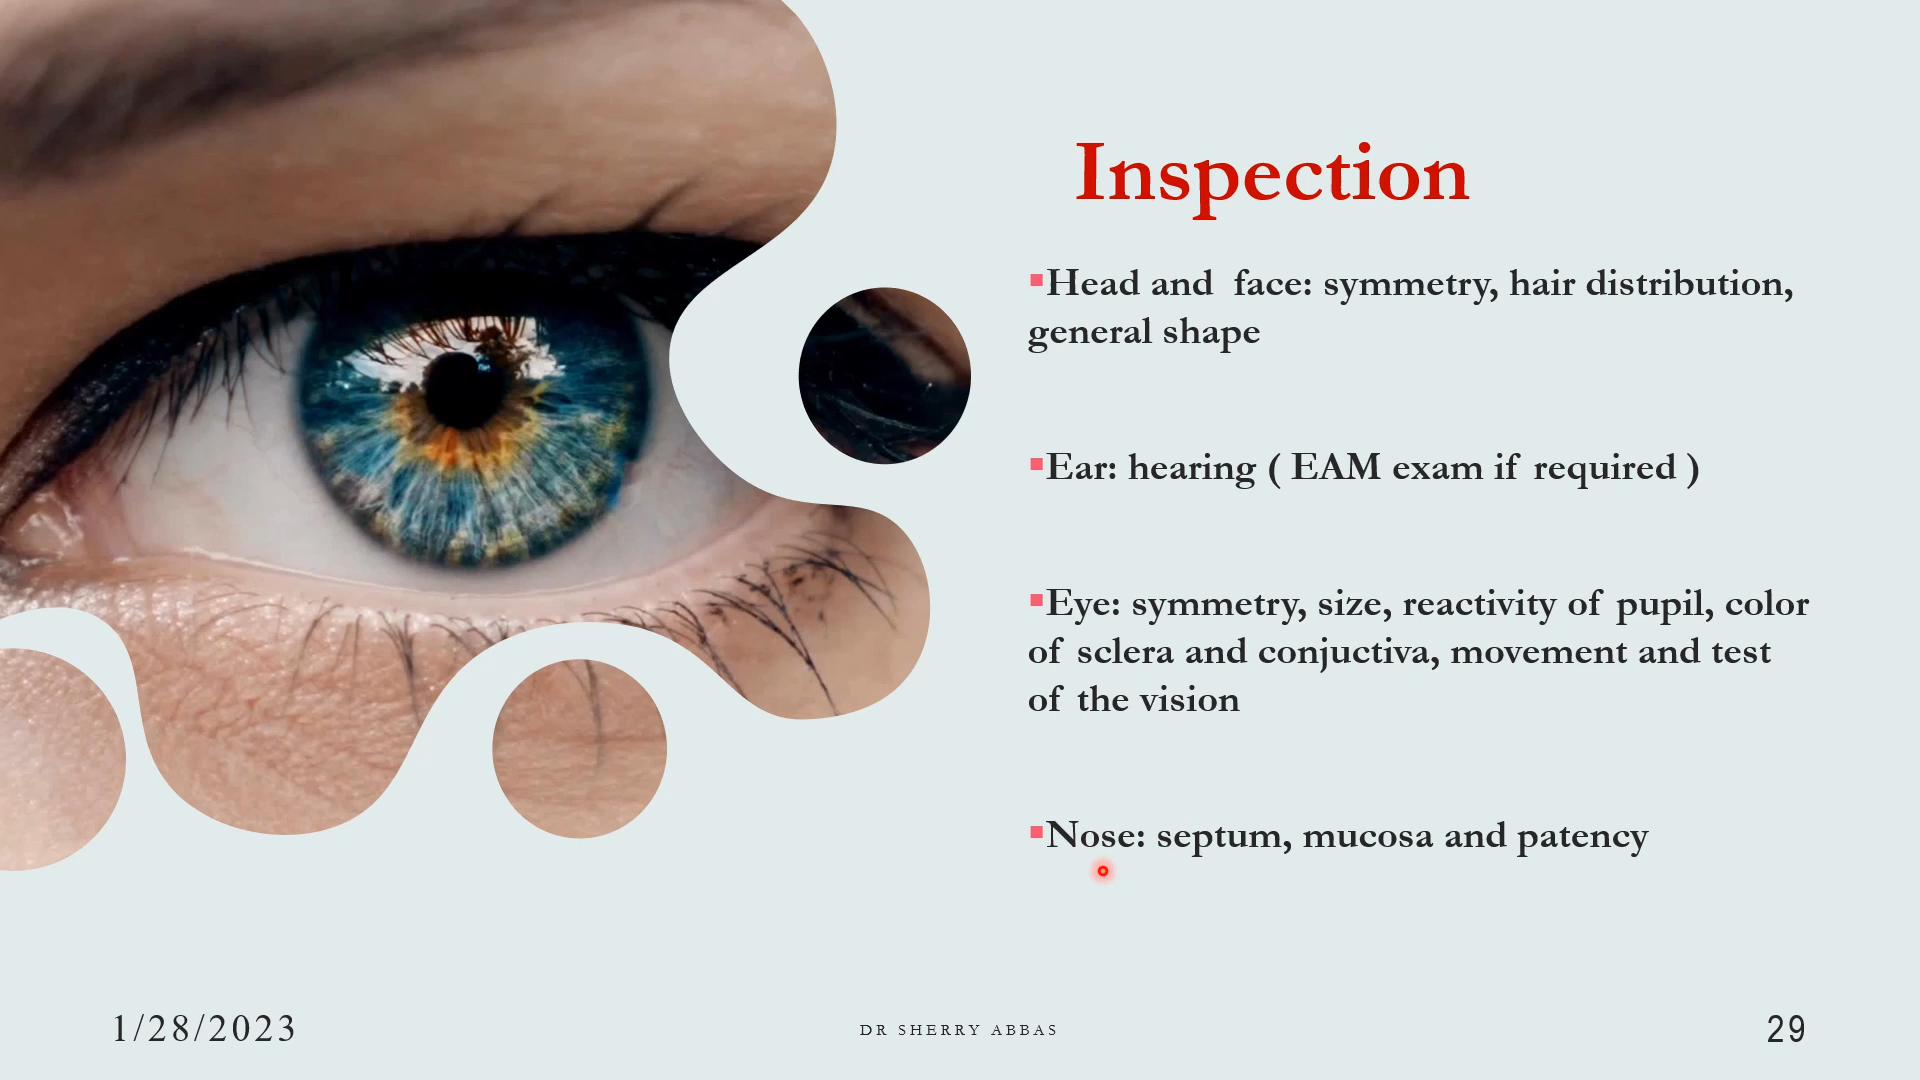 Inspection
▪Head and face: symmetry, hair distribution,
general shape
▪Ear: hearing ( EAM exam if required )
▪Eye: symmetry, size, reactivity of pupil, color
of sclera and conjuctiva, movement and test
of the vision
▪Nose: septum, mucosa and patency
1/28/2023
DR SHERRY ABBAS
29